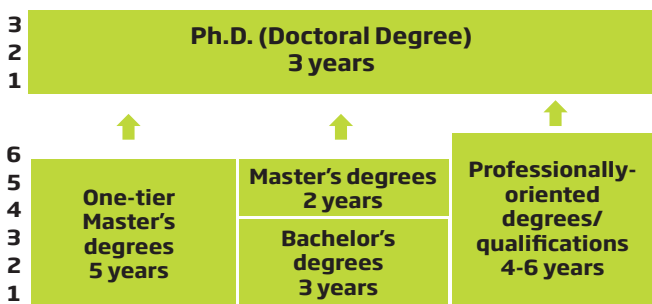 3
2
1
Ph.D. (Doctoral Degree)
3 years
6
5
4
3
2
1
One-tier
Master's
degrees
5 years
Master's degrees
2 years
Bachelor's
degrees
3 years
Professionally-
oriented
degrees/
qualifications
4-6 years